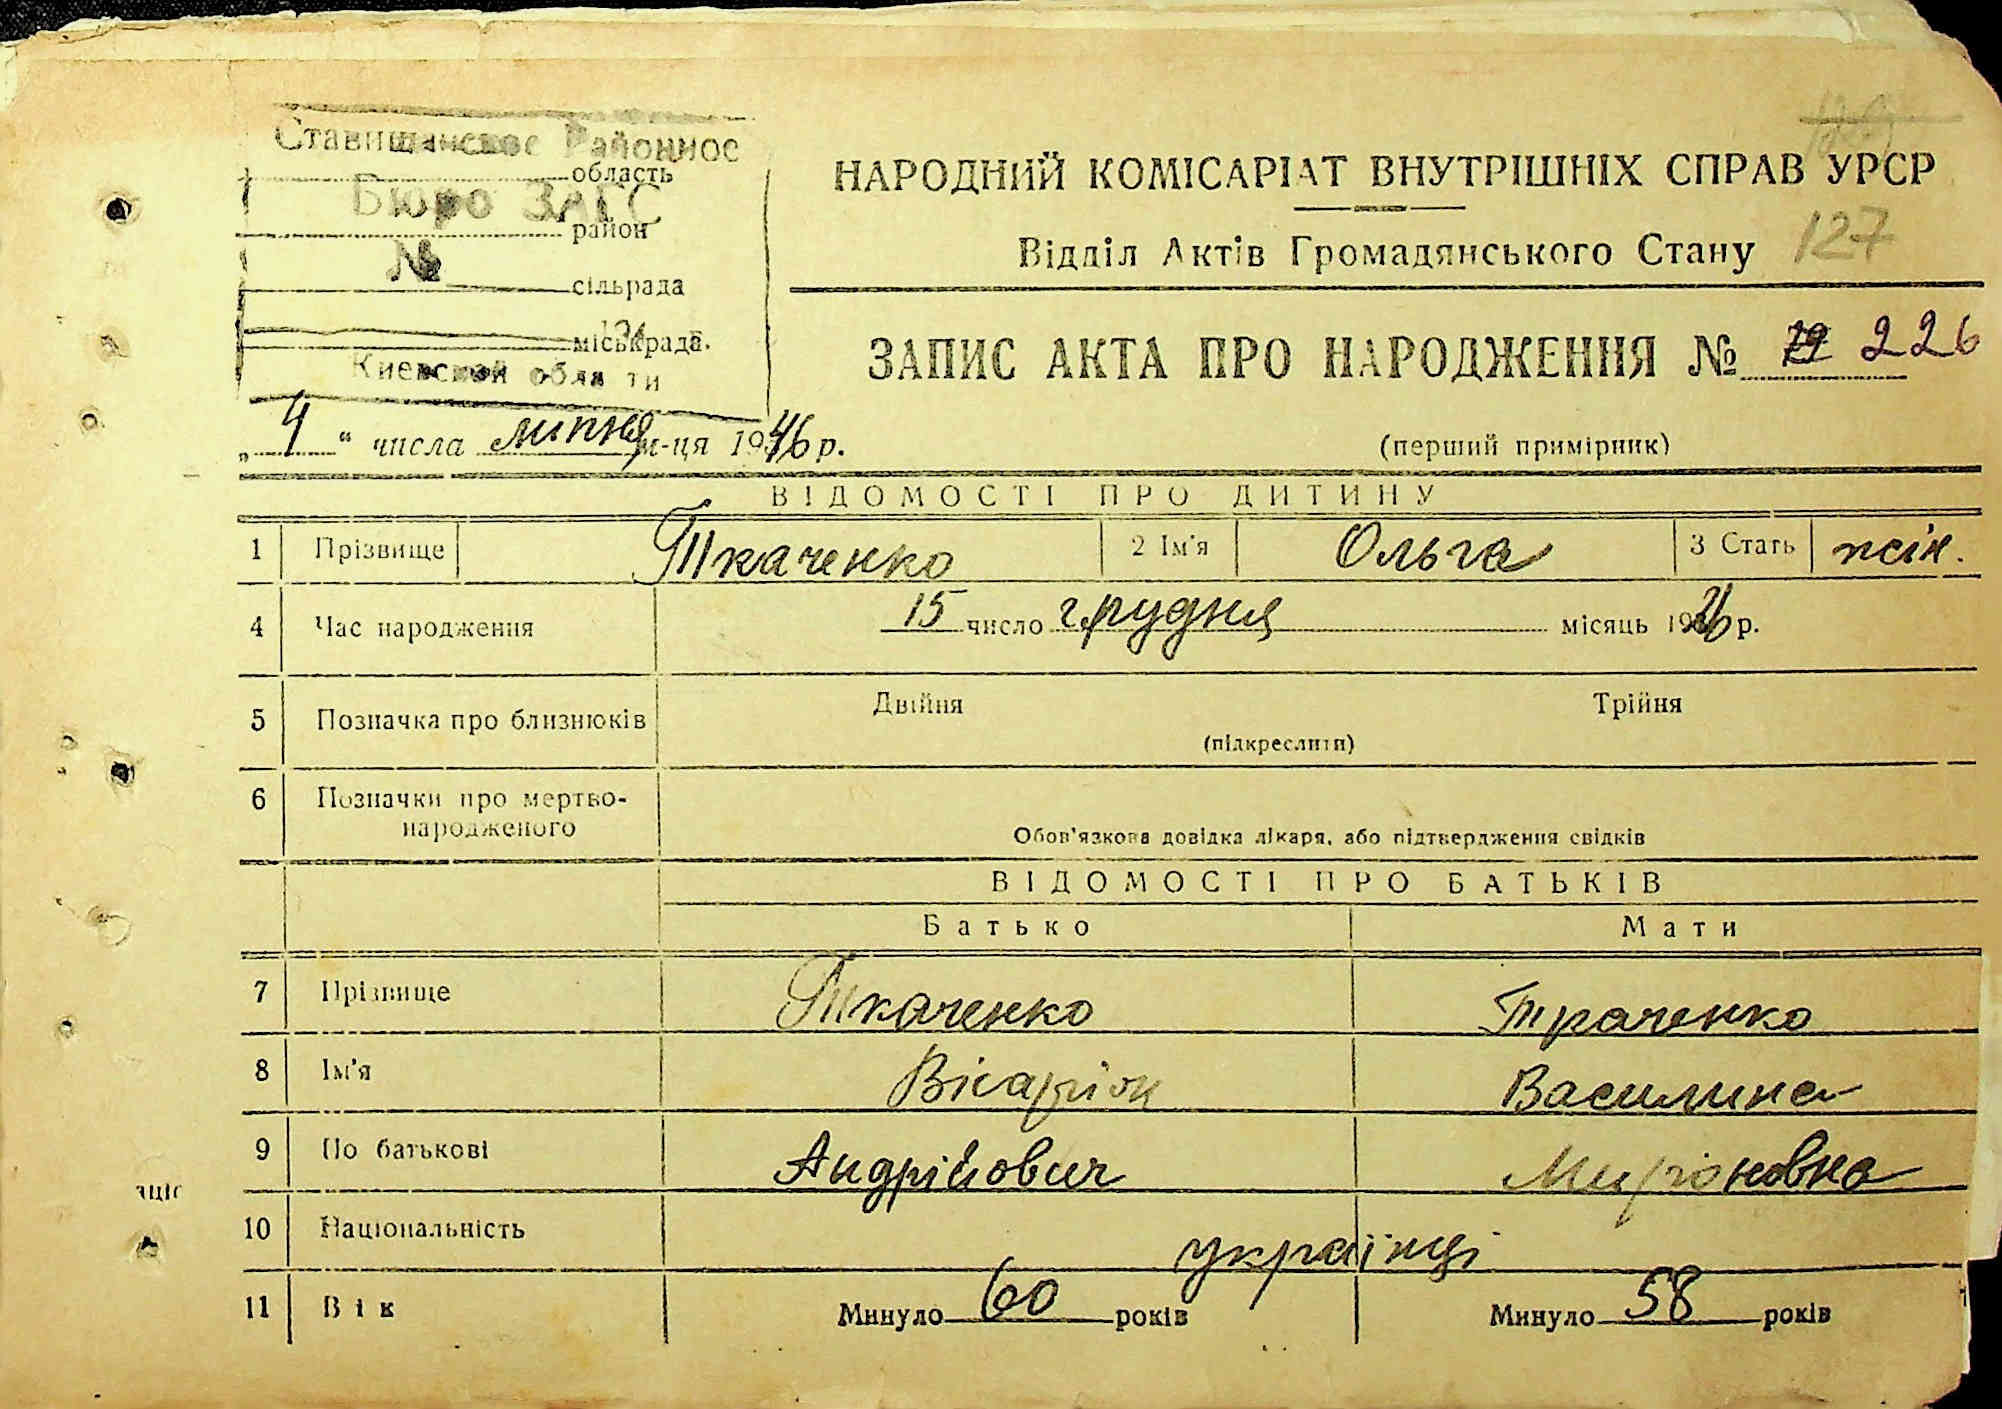 Ставищанское Районное
область
Бюро ЗАГС
район
№
сільрада
міськрада
Киевской области
НАРОДНИЙ КОМІСАРІАТ ВНУТРІШНІХ СПРАВ УРСР
Відділ Актів Громадянського Стану 127
ЗАПИС АКТА ПРО НАРОДЖЕННЯ № 226
„4“ числа липня м-ця 1946 р.
(перший примірник)
ВІДОМОСТІ ПРО ДИТИНУ
1 Прізвище Ткаченко 2 Ім'я Ольга 3 Стать жін.
4 Час народження 15 число грудня місяць 1926 р.
5 Позначка про близнюків Двійня Трійня
(підкреслити)
6 Позначки про мертво-
народженого
Обов'язкова довідка лікаря, або підтвердження свідків
ВІДОМОСТІ ПРО БАТЬКІВ
Батько Мати
7 Прізвище Ткаченко Ткаченко
8 Ім'я Василина
9 По батькові Андрійович Мироновна
10 Національність українці
11 Вік Минуло 60 років Минуло 58 років